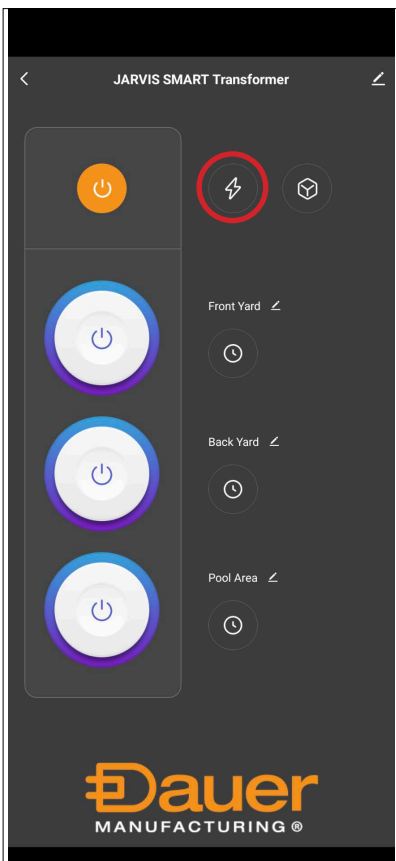 JARVIS SMART Transformer
Front Yard
Back Yard
Pool Area
Dauer
MANUFACTURING ®